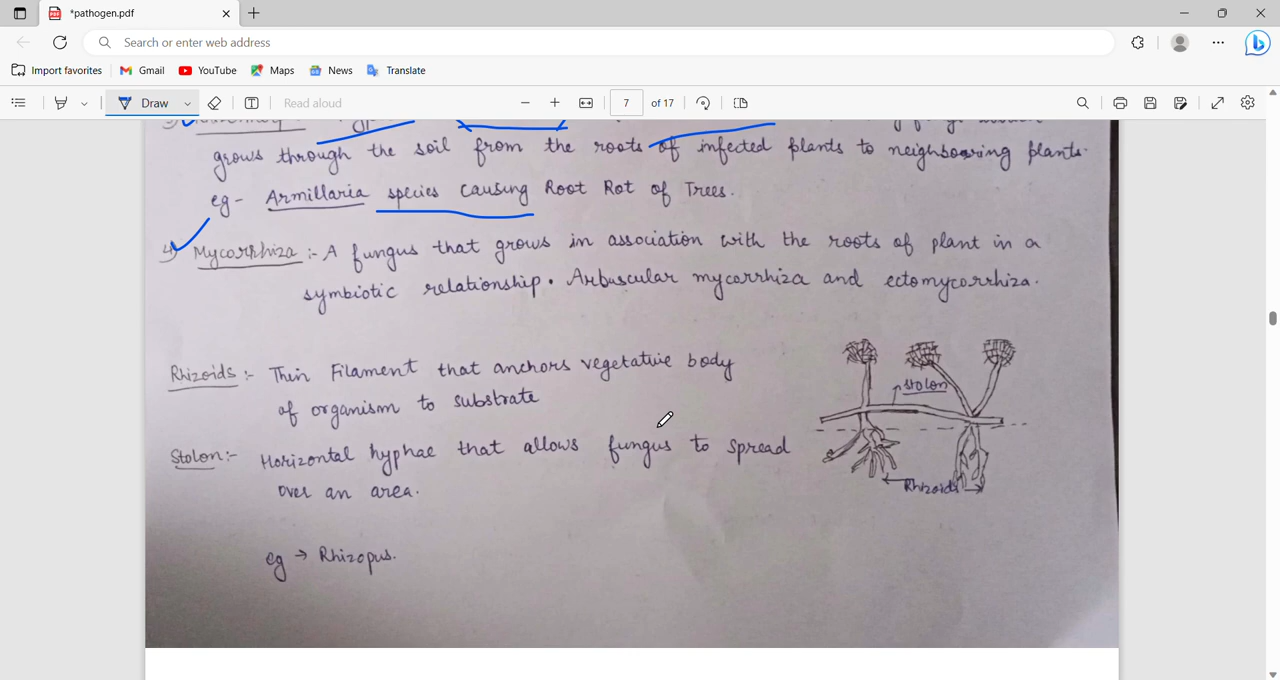 *pathogen.pdf
Search or enter web address
Import favorites Gmail YouTube Maps News Translate
Draw Read aloud 7 of 17
grows through the soil from the roots of infected plants to neighbouring plants.
eg - Armillaria species causing Root Rot of Trees.
4) Mycorrhiza :- A fungus that grows in association with the roots of plant in a
symbiotic relationship. Arbuscular mycorrhiza and ectomycorrhiza.
Rhizoids :- Thin Filament that anchors vegetative body
of organism to substrate
Stolon :- Horizontal hyphae that allows fungus to spread
over an area.
stolon
Rhizoids
eg → Rhizopus.